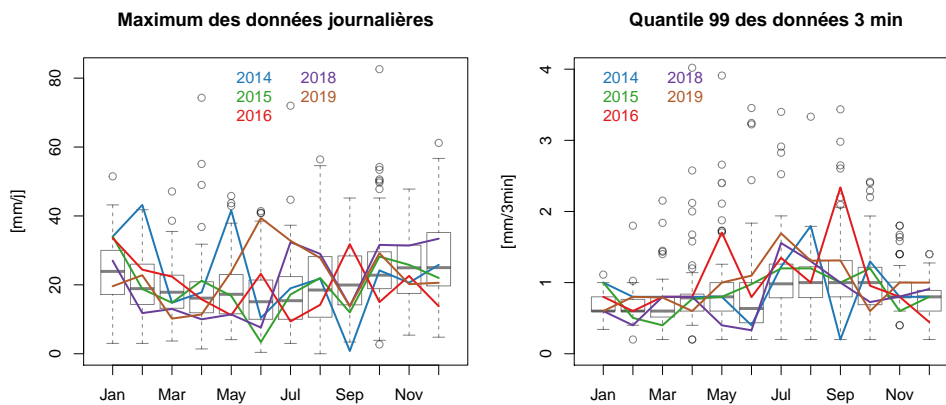 Maximum des données journalières
[mm/j]
0 20 40 60 80
2014 2018
2015 2019
2016
Jan Mar May Jul Sep Nov
Quantile 99 des données 3 min
[mm/3min]
0 1 2 3 4
2014 2018
2015 2019
2016
Jan Mar May Jul Sep Nov